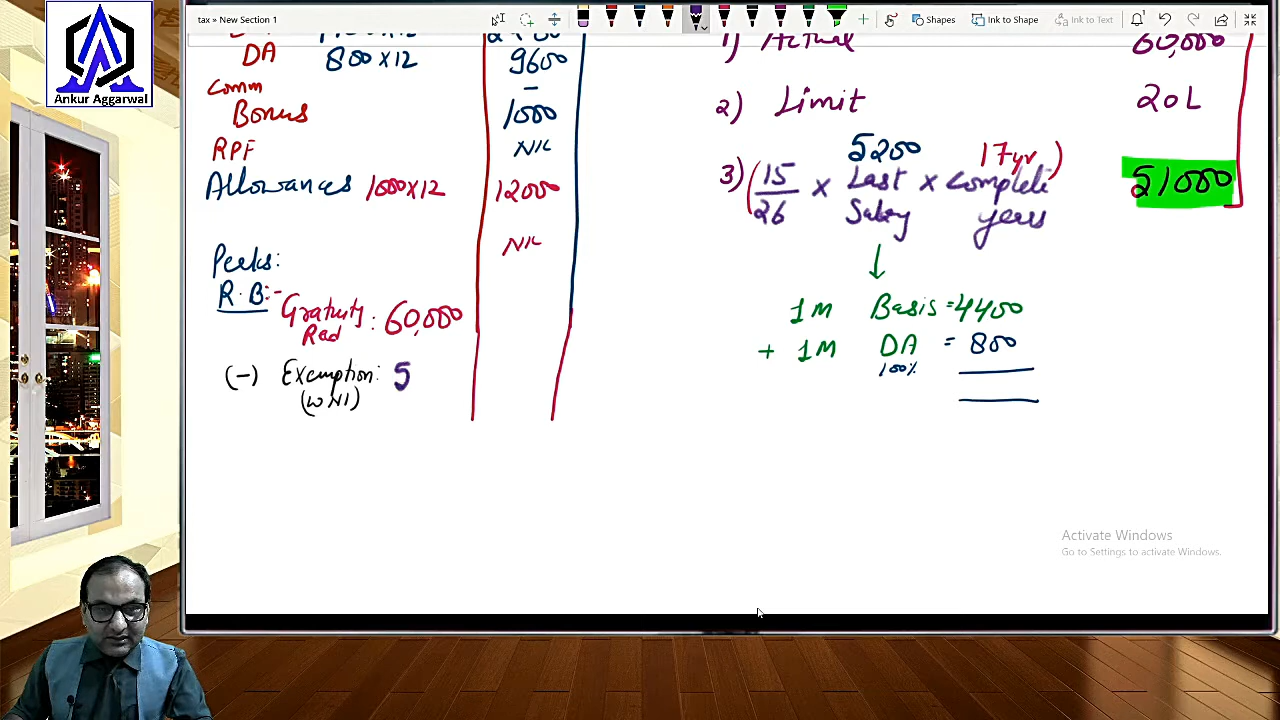 tax » New Section 1
Shapes
Ink to Shape
Ink to Text
Ankur Aggarwal
DA 800 x 12 9600
Comm -
Bonus 1000
RPF NIL
Allowances 1000 x 12 12000
Perks: NIL
R.B:-
Gratuity Red : 60,000
(-) Exemption: 5
(WN1)
1) Actual 60,000
2) Limit 20L
5200 17yr
3) (15/26 x Last Salary x Complete years) 51000
1M Basis = 4400
+ 1M DA = 800
100%
Activate Windows
Go to Settings to activate Windows.